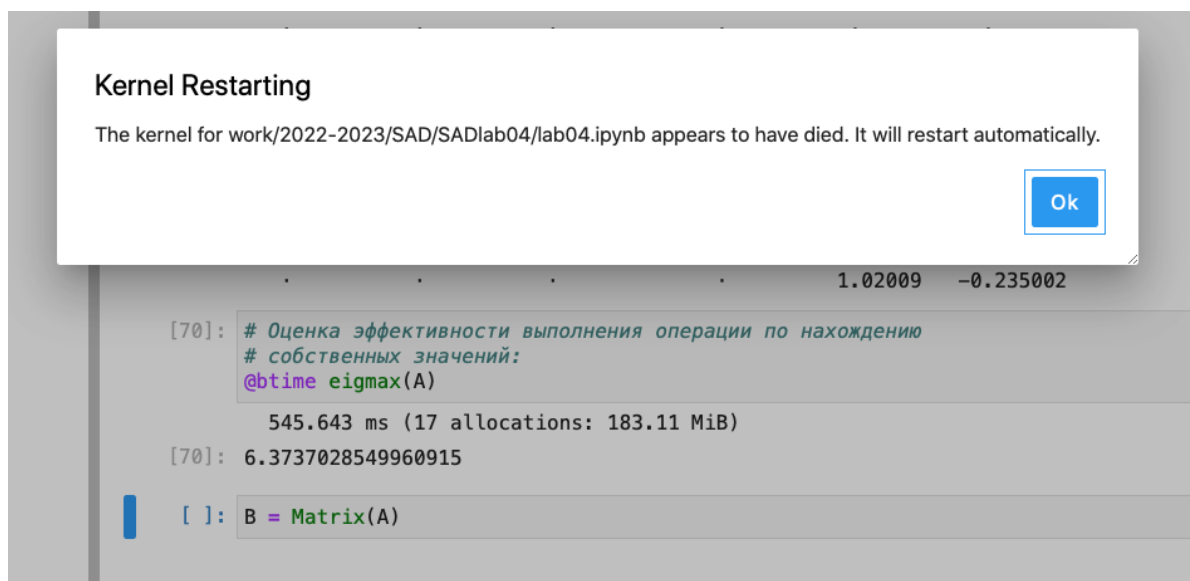 Kernel Restarting
The kernel for work/2022-2023/SAD/SADlab04/lab04.ipynb appears to have died. It will restart automatically.
Ok
. . . . 1.02009 -0.235002
[70]: # Оценка эффективности выполнения операции по нахождению
# собственных значений:
@btime eigmax(A)
545.643 ms (17 allocations: 183.11 MiB)
[70]: 6.3737028549960915
[ ]: B = Matrix(A)